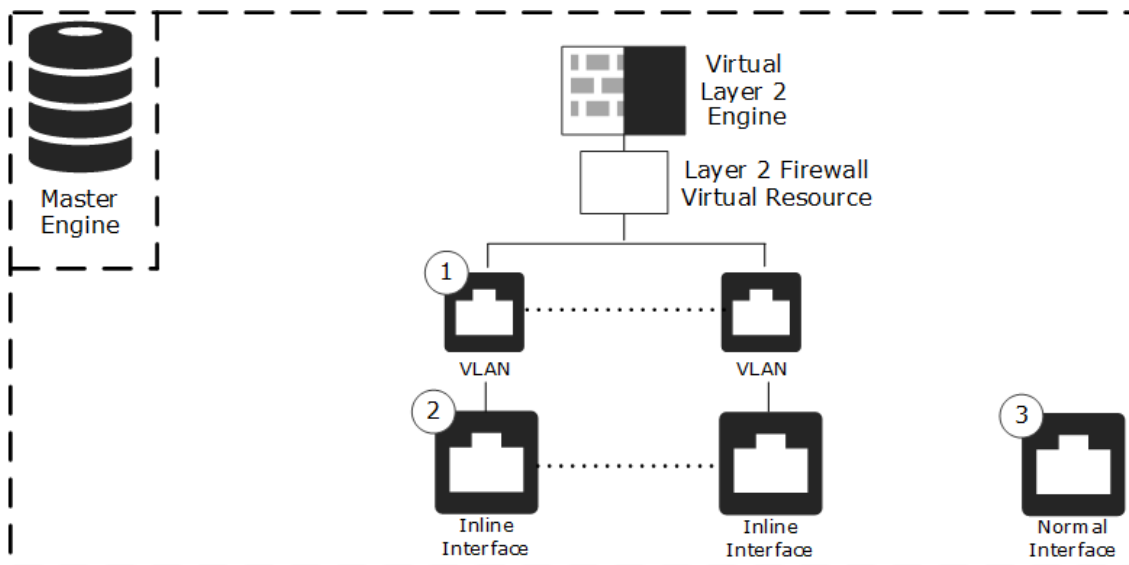 Master
Engine
Virtual
Layer 2
Engine
Layer 2 Firewall
Virtual Resource
1
VLAN
VLAN
2
3
Inline
Interface
Inline
Interface
Normal
Interface